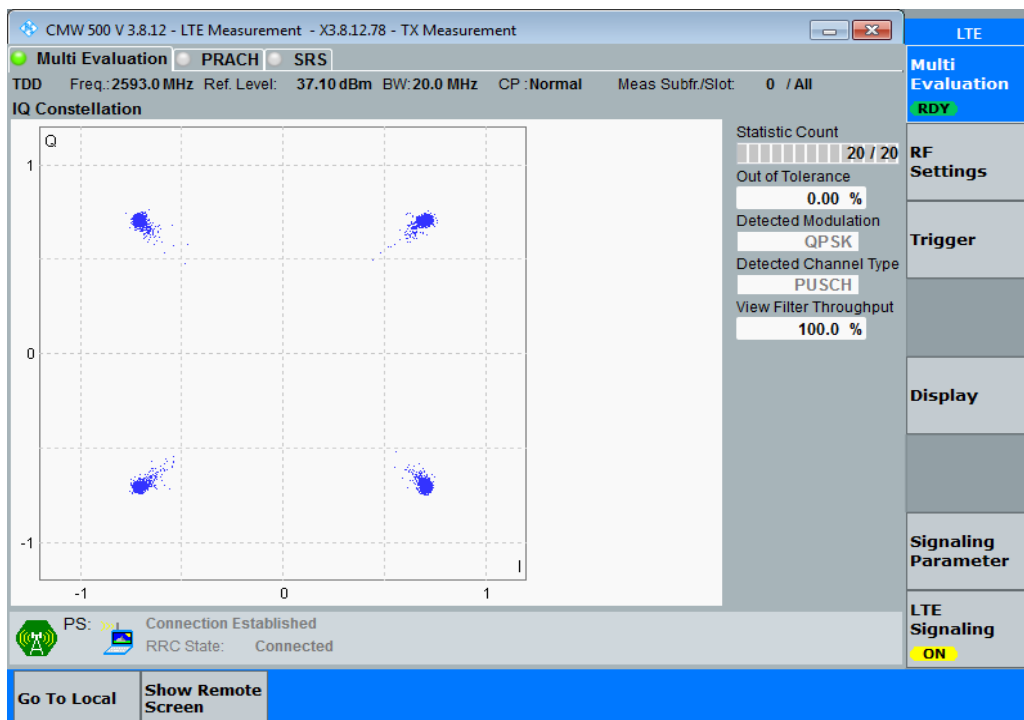 CMW 500 V 3.8.12 - LTE Measurement - X3.8.12.78 - TX Measurement
LTE
Multi Evaluation PRACH SRS
TDD Freg.:2593.0 MHz Ref. Level: 37.10 dBm BW:20.0 MHz CP :Normal Meas Subfr./Slot: 0 / All
IQ Constellation
Q
1
0
-1
-1 0 1
I
Statistic Count
20 / 20
Out of Tolerance
0.00 %
Detected Modulation
QPSK
Detected Channel Type
PUSCH
View Filter Throughput
100.0 %
Multi
Evaluation
RDY
RF
Settings
Trigger
Display
Signaling
Parameter
LTE
Signaling
ON
PS: Connection Established
RRC State: Connected
Go To Local
Show Remote
Screen